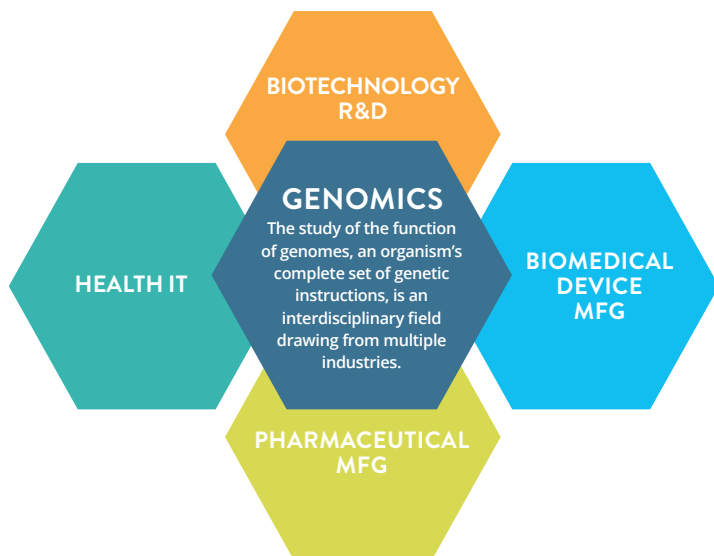 BIOTECHNOLOGY
R&D
GENOMICS
The study of the function
of genomes, an organism’s
complete set of genetic
instructions, is an
interdisciplinary field
drawing from multiple
industries.
HEALTH IT
BIOMEDICAL
DEVICE
MFG
PHARMACEUTICAL
MFG